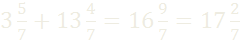 3 5/7 + 13 4/7 = 16 9/7 = 17 2/7